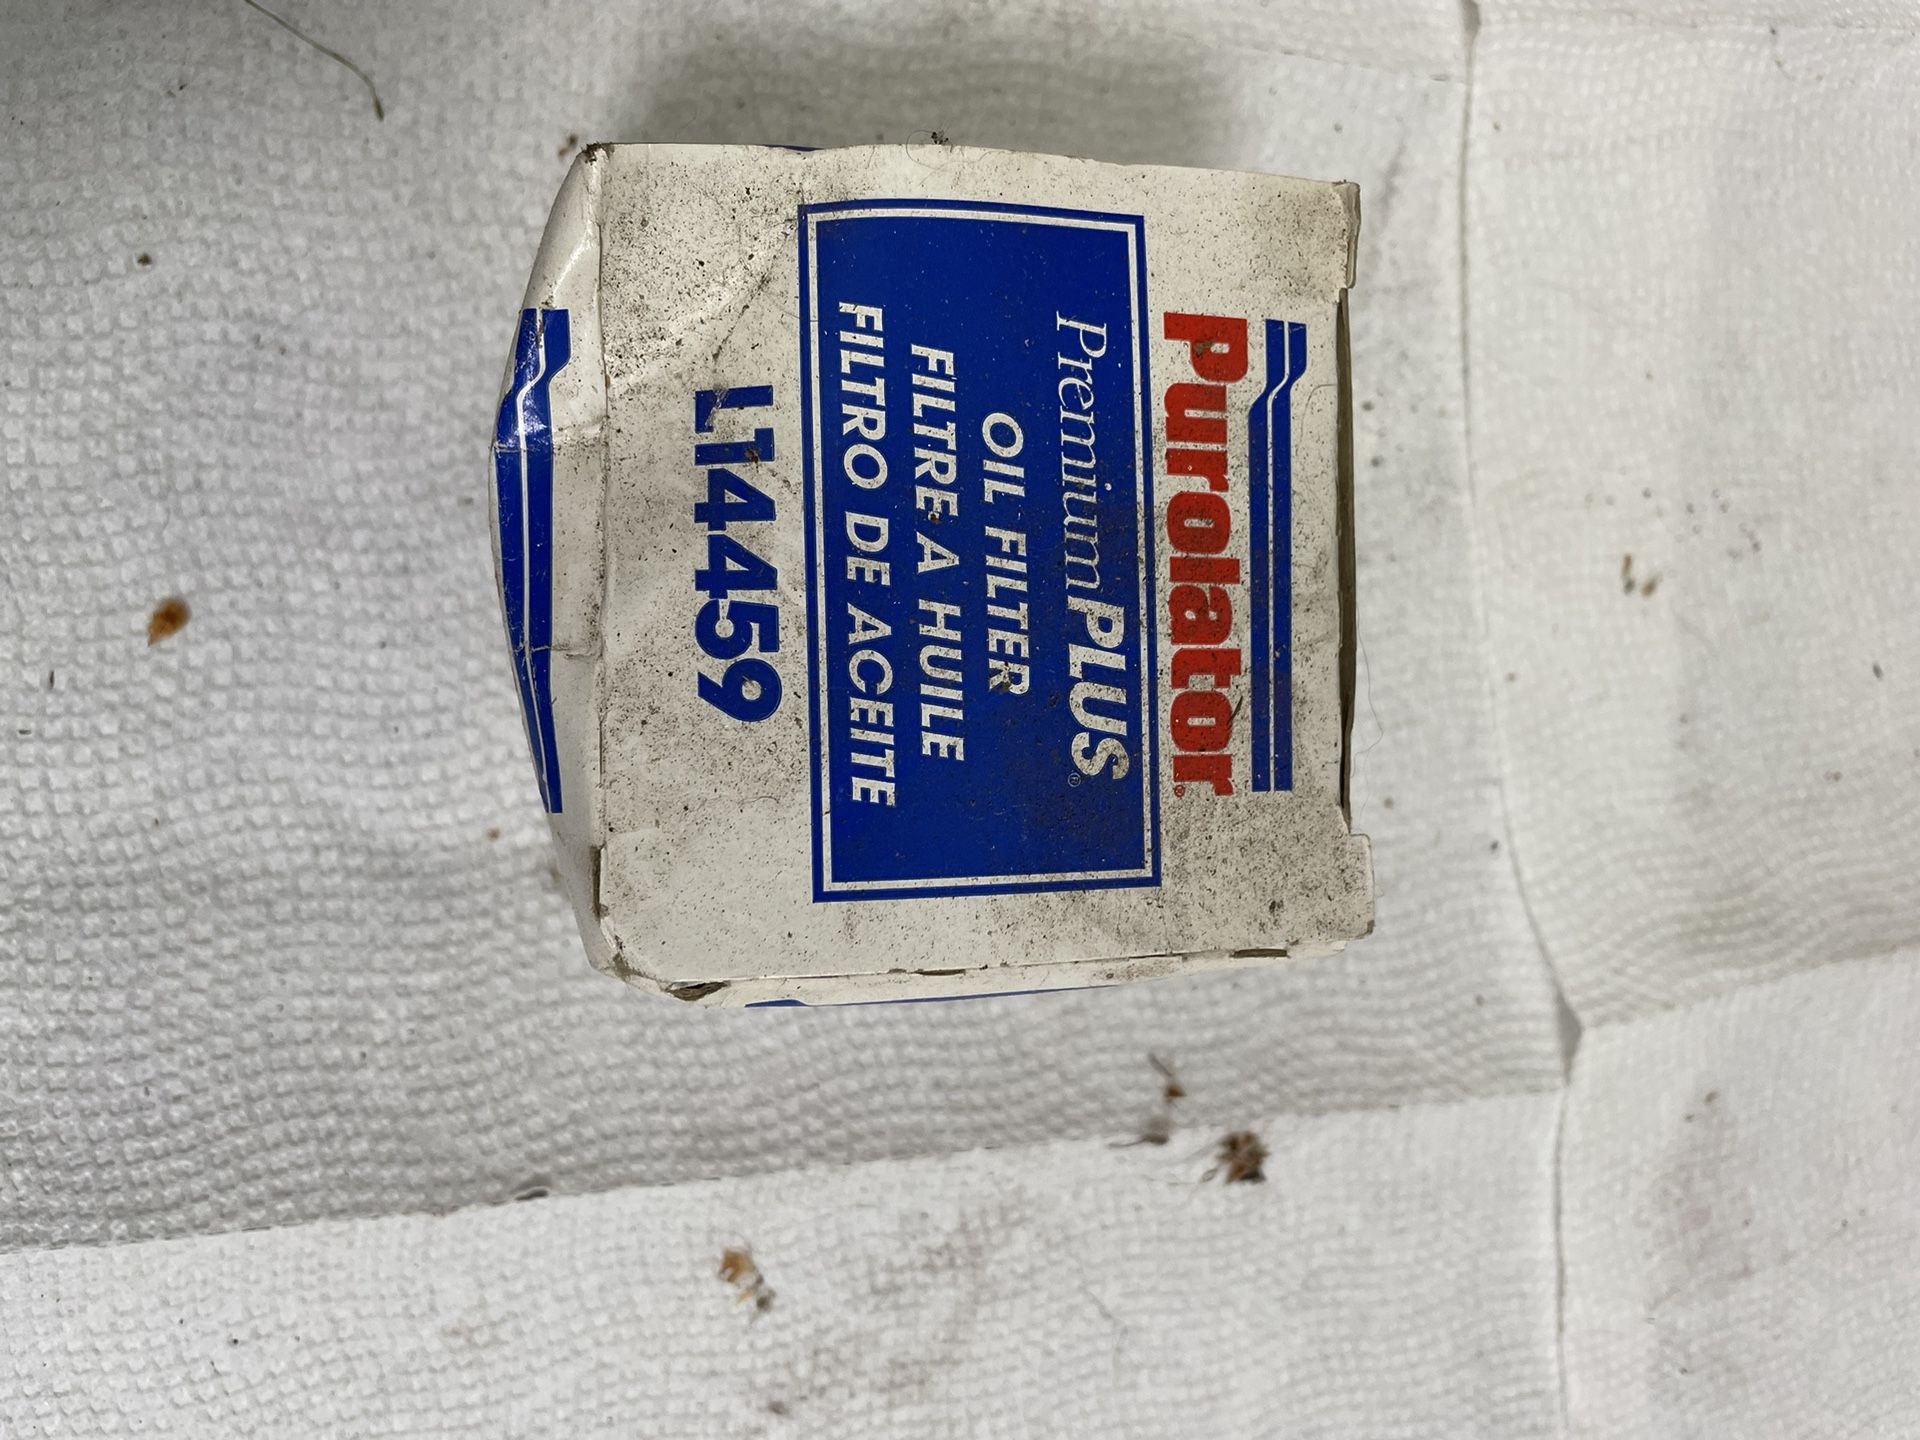 Purolator®
PremiumPLUS®
OIL FILTER
FILTRE A HUILE
FILTRO DE ACEITE
L14459